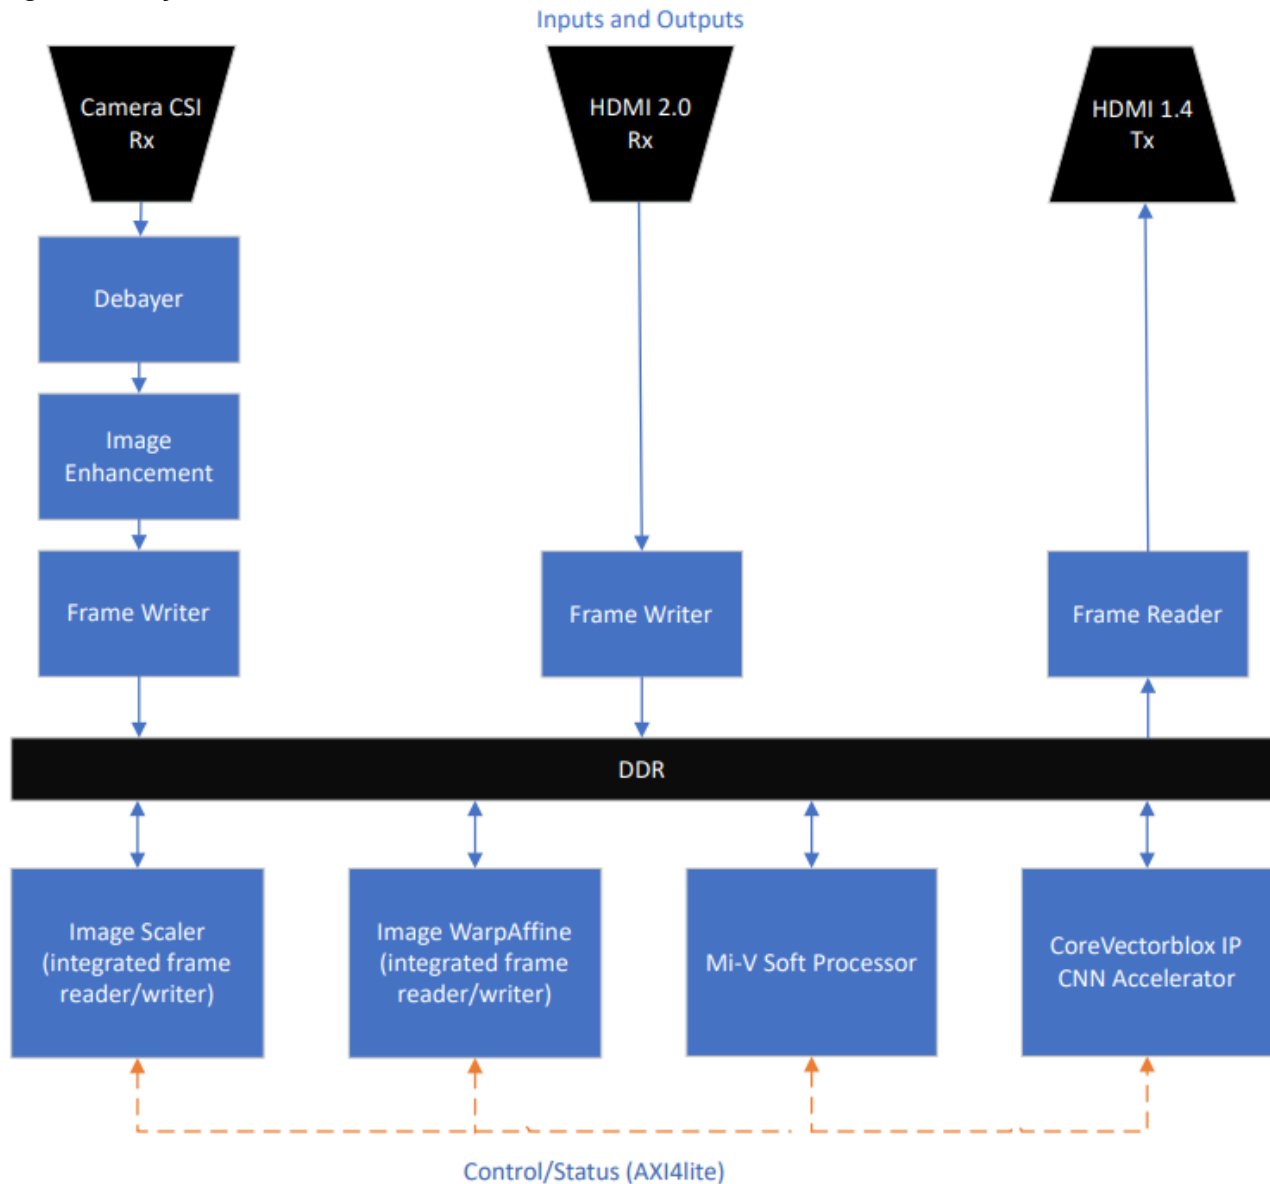 Inputs and Outputs
Camera CSI
Rx
HDMI 2.0
Rx
HDMI 1.4
Tx
Debayer
Image
Enhancement
Frame Writer
Frame Writer
Frame Reader
DDR
Image Scaler
(integrated frame
reader/writer)
Image WarpAffine
(integrated frame
reader/writer)
Mi-V Soft Processor
CoreVectorblox IP
CNN Accelerator
Control/Status (AXI4lite)